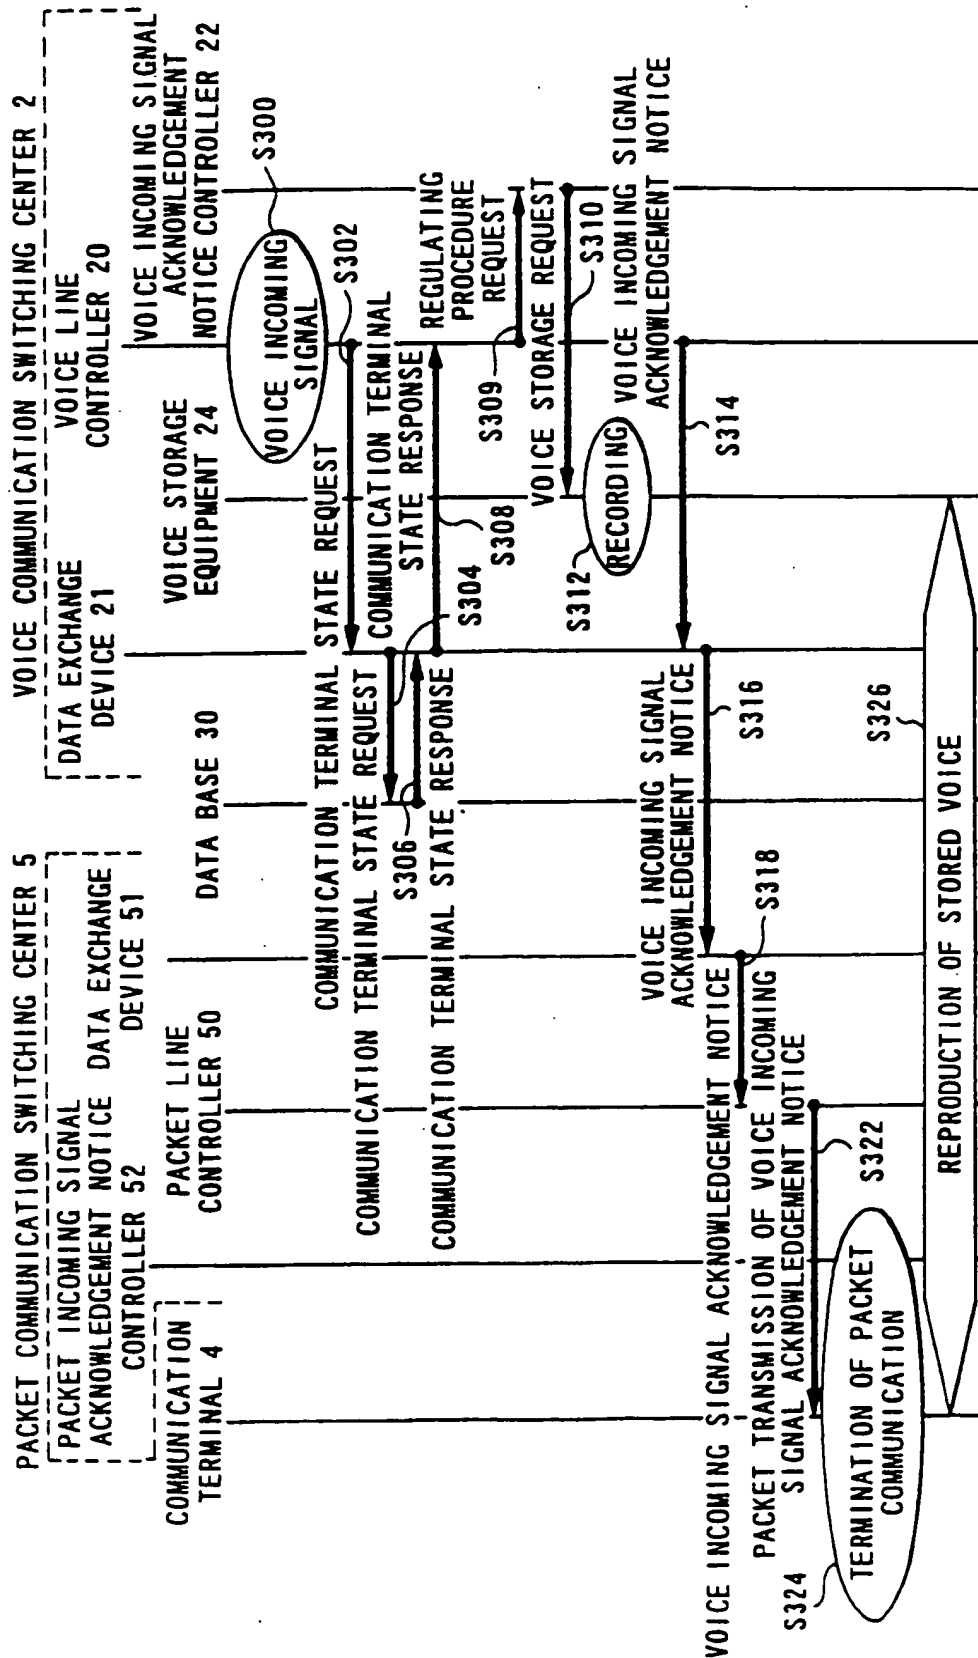 PACKET COMMUNICATION SWITCHING CENTER 5
VOICE COMMUNICATION SWITCHING CENTER 2
PACKET INCOMING SIGNAL
ACKNOWLEDGEMENT NOTICE
CONTROLLER 52
DATA EXCHANGE
DEVICE 51
DATA EXCHANGE
DEVICE 21
VOICE LINE
CONTROLLER 20
VOICE INCOMING SIGNAL
ACKNOWLEDGEMENT
NOTICE CONTROLLER 22
COMMUNICATION
TERMINAL 4
PACKET LINE
CONTROLLER 50
DATA BASE 30
VOICE STORAGE
EQUIPMENT 24
VOICE INCOMING
SIGNAL
S300
COMMUNICATION TERMINAL STATE REQUEST
S302
COMMUNICATION TERMINAL STATE REQUEST
S304
S306
COMMUNICATION TERMINAL STATE RESPONSE
COMMUNICATION TERMINAL
STATE RESPONSE
S308
REGULATING
PROCEDURE
REQUEST
S309
VOICE STORAGE REQUEST
S310
S312
RECORDING
VOICE INCOMING SIGNAL
ACKNOWLEDGEMENT NOTICE
S314
VOICE INCOMING SIGNAL
ACKNOWLEDGEMENT NOTICE
S316
VOICE INCOMING SIGNAL ACKNOWLEDGEMENT NOTICE
S318
PACKET TRANSMISSION OF VOICE INCOMING
SIGNAL ACKNOWLEDGEMENT NOTICE
S322
S324
TERMINATION OF PACKET
COMMUNICATION
S326
REPRODUCTION OF STORED VOICE